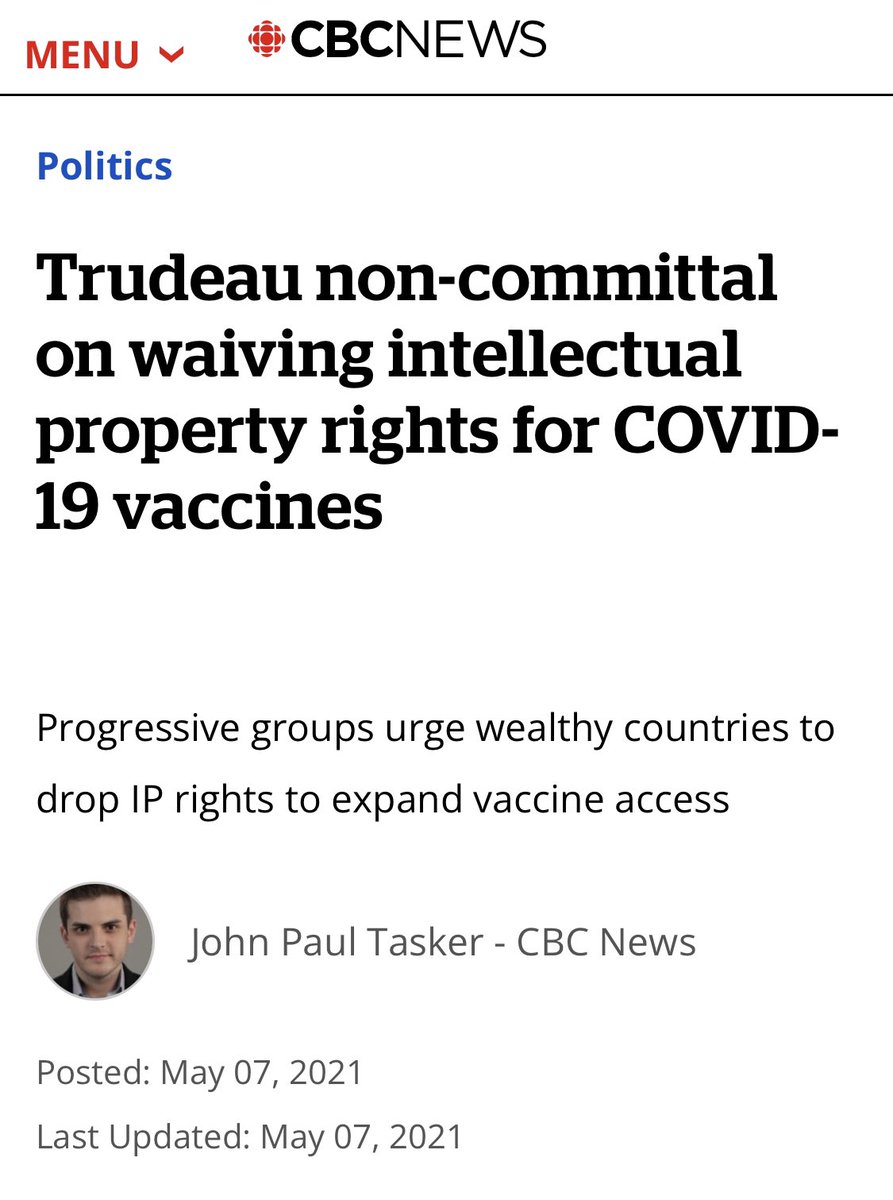 MENU
CBCNEWS
Politics
Trudeau non-committal
on waiving intellectual
property rights for COVID-
19 vaccines
Progressive groups urge wealthy countries to
drop IP rights to expand vaccine access
John Paul Tasker - CBC News
Posted: May 07, 2021
Last Updated: May 07, 2021